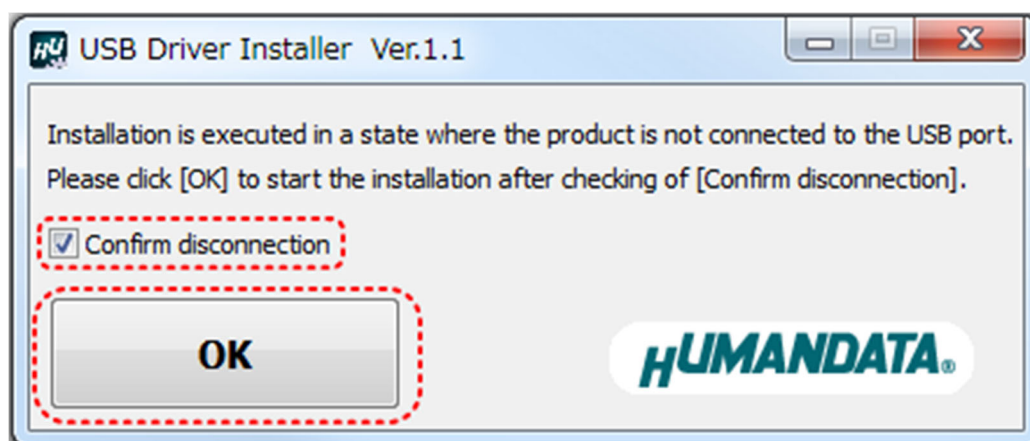 USB Driver Installer Ver.1.1
Installation is executed in a state where the product is not connected to the USB port.
Please click [OK] to start the installation after checking of [Confirm disconnection].
Confirm disconnection
OK
HUMANDATA®